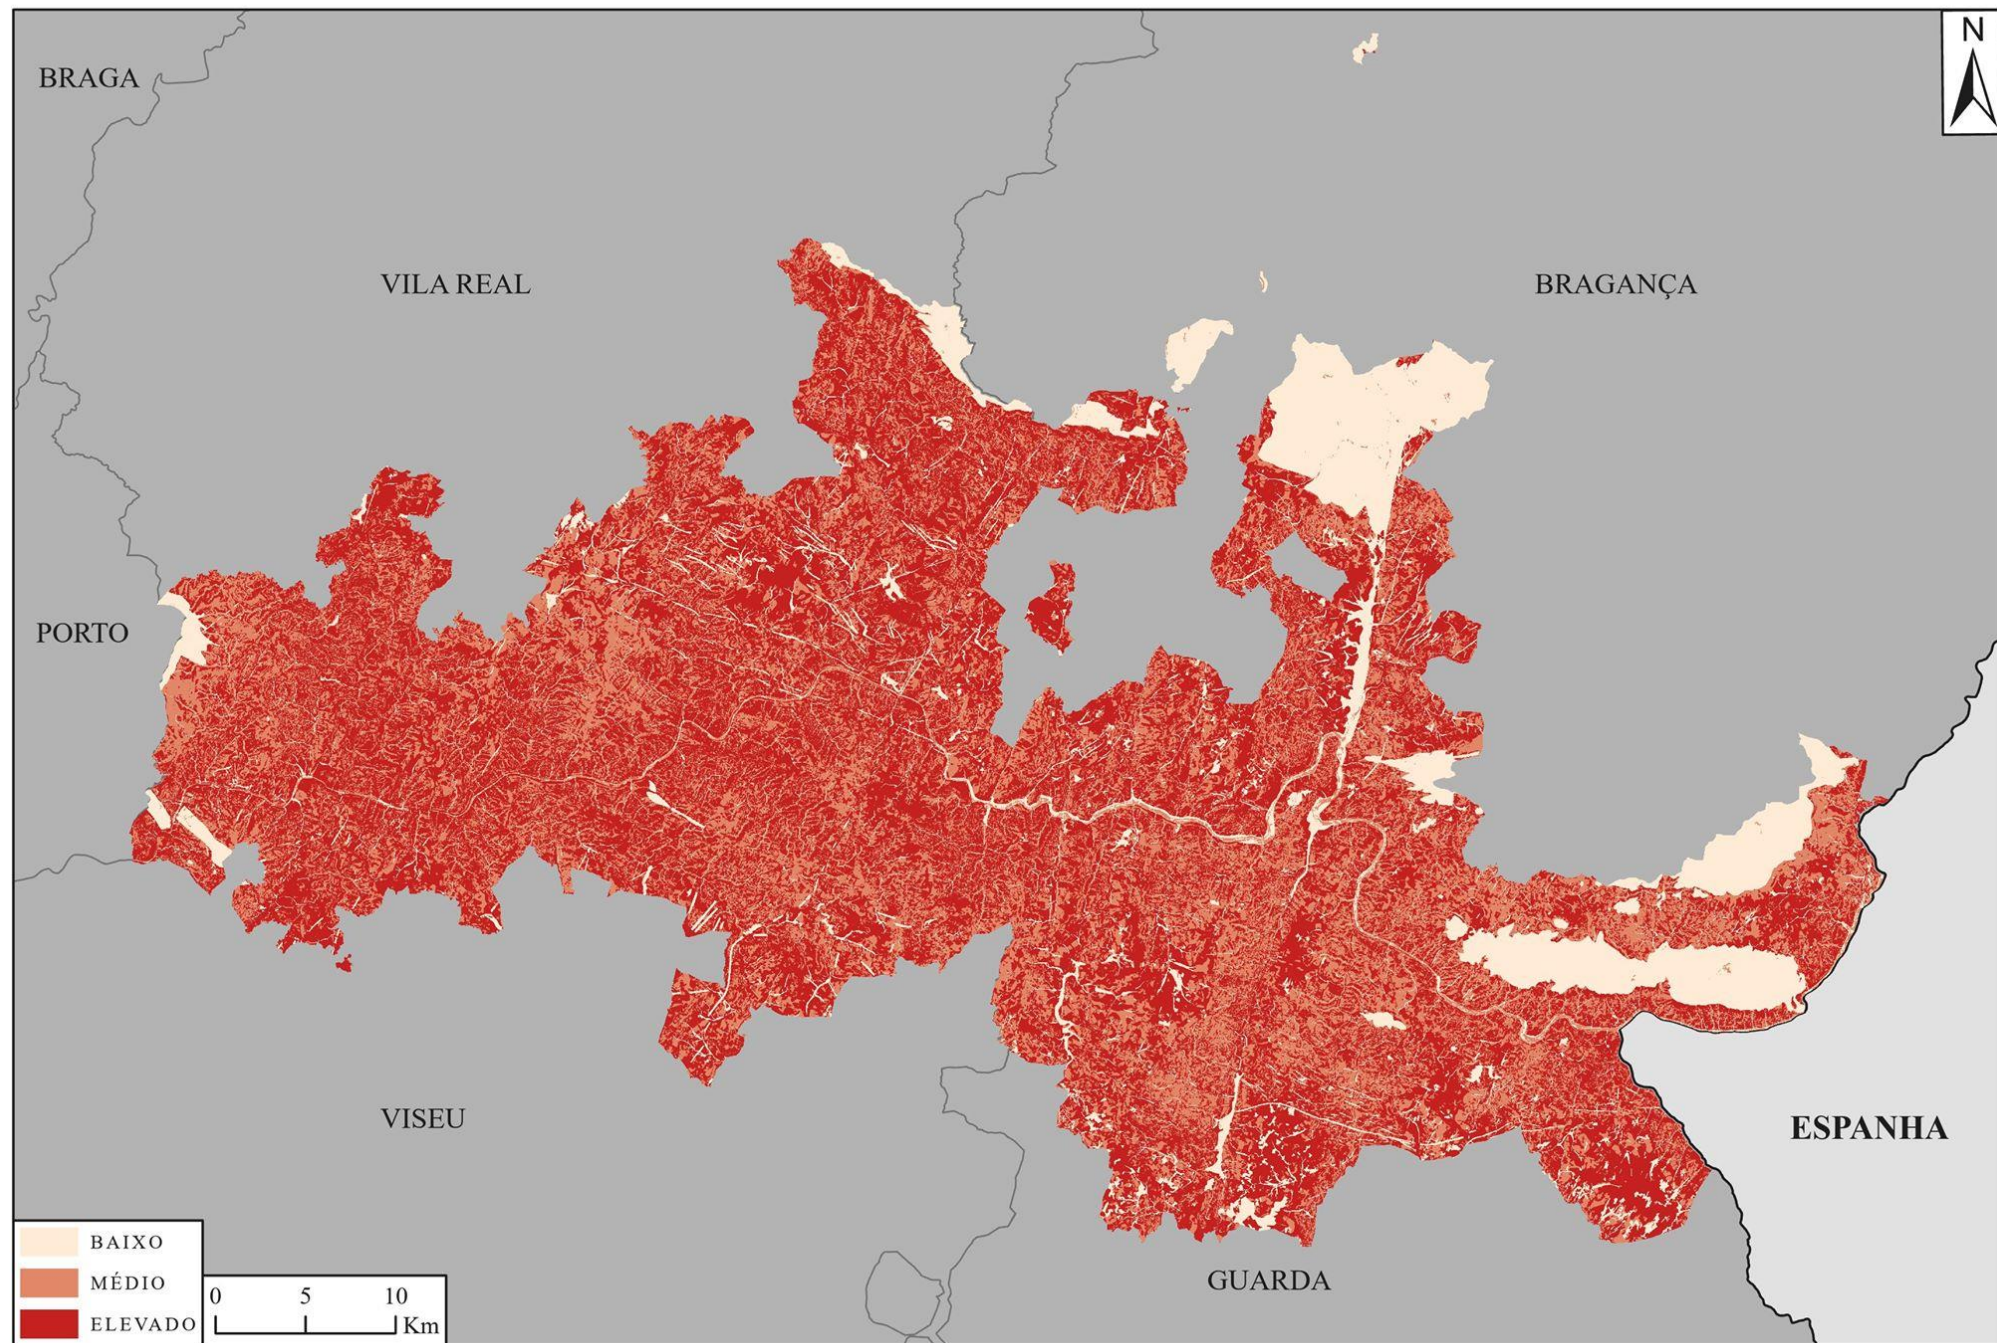 N
BRAGA
VILA REAL
BRAGANÇA
PORTO
VISEU
ESPANHA
GUARDA
BAIXO
MÉDIO
ELEVADO
0 5 10
Km